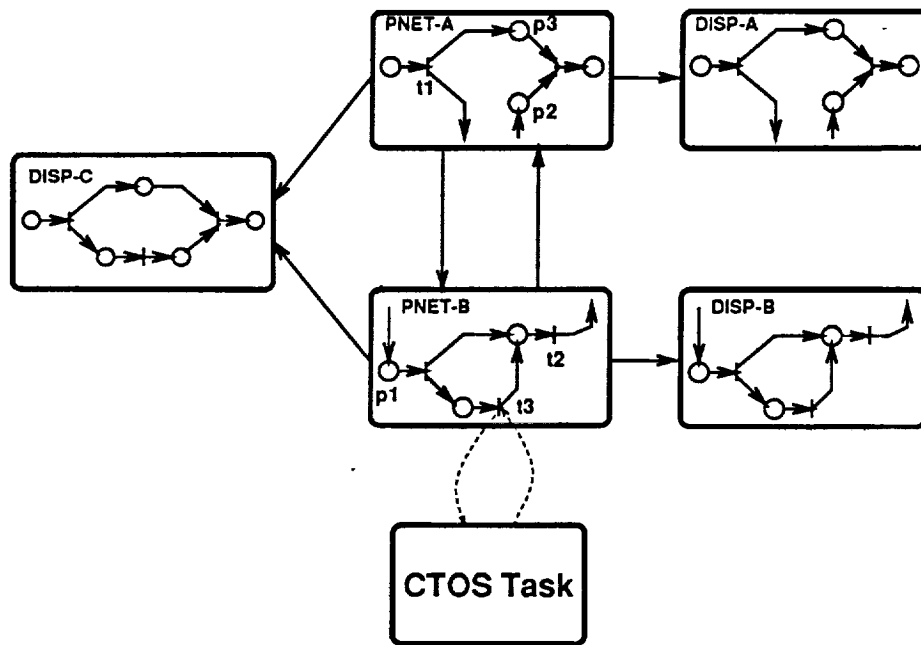 PNET-A
p3
t1
p2
DISP-A
DISP-C
PNET-B
t2
p1
t3
DISP-B
CTOS Task